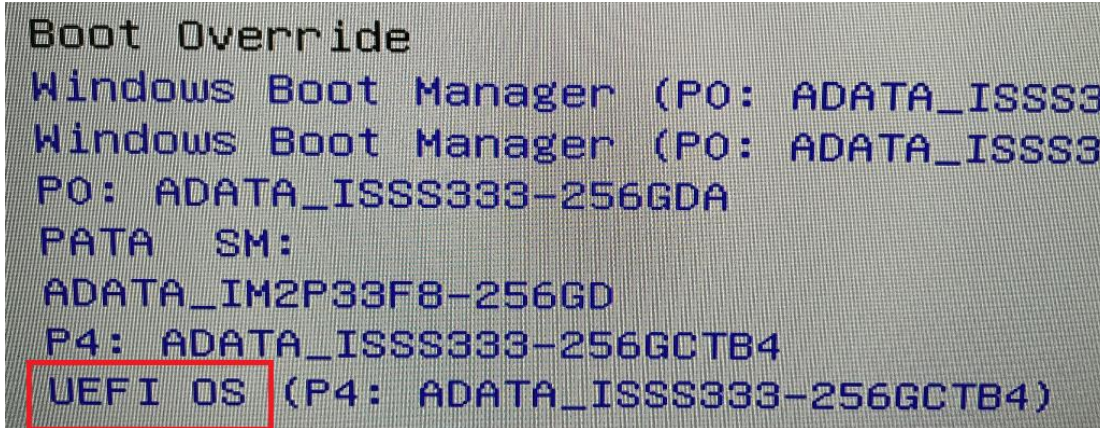 Boot Override
Windows Boot Manager (P0: ADATA_ISSS3
Windows Boot Manager (P0: ADATA_ISSS3
P0: ADATA_ISSS333-256GDA
PATA  SM:
ADATA_IM2P33F8-256GD
P4: ADATA_ISSS333-256GCTB4
UEFI OS (P4: ADATA_ISSS333-256GCTB4)